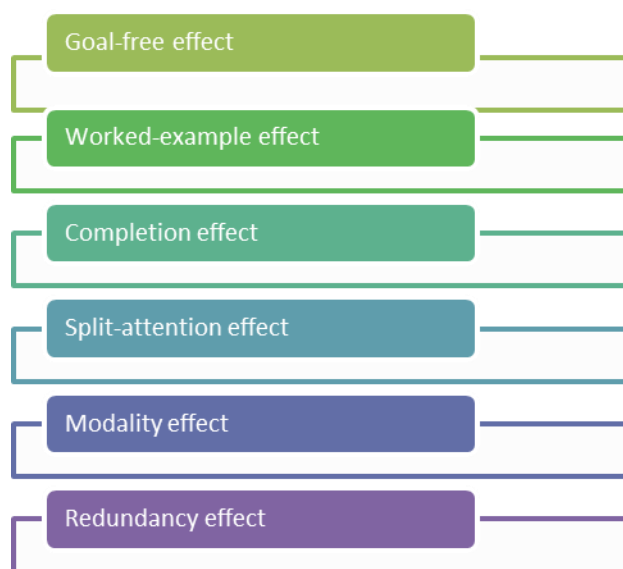 Goal-free effect
Worked-example effect
Completion effect
Split-attention effect
Modality effect
Redundancy effect